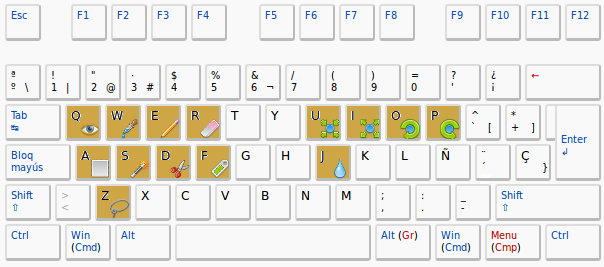 Esc F1 F2 F3 F4 F5 F6 F7 F8 F9 F10 F11 F12
ª ! " · $ % & / ( ) = ? ¿ ←
º \ 1 | 2 @ 3 # 4 5 6 ¬ 7 8 9 0 ' ¡
Tab ↹ Q W E R T Y U I O P ^ ` [ * + ] Enter ↲
Bloq mayús A S D F G H J K L Ñ ¨ ´ Ç }
Shift ⇧ > < Z X C V B N M ; , : . _ - Shift ⇧
Ctrl Win (Cmd) Alt Alt (Gr) Win (Cmd) Menu (Cmp) Ctrl